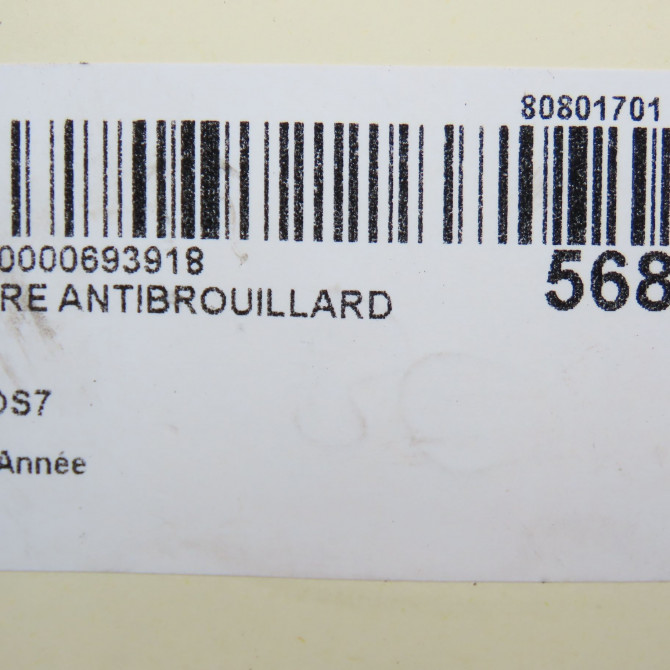 80801701
0000693918
568
RE ANTIBROUILLARD
DS7
Année